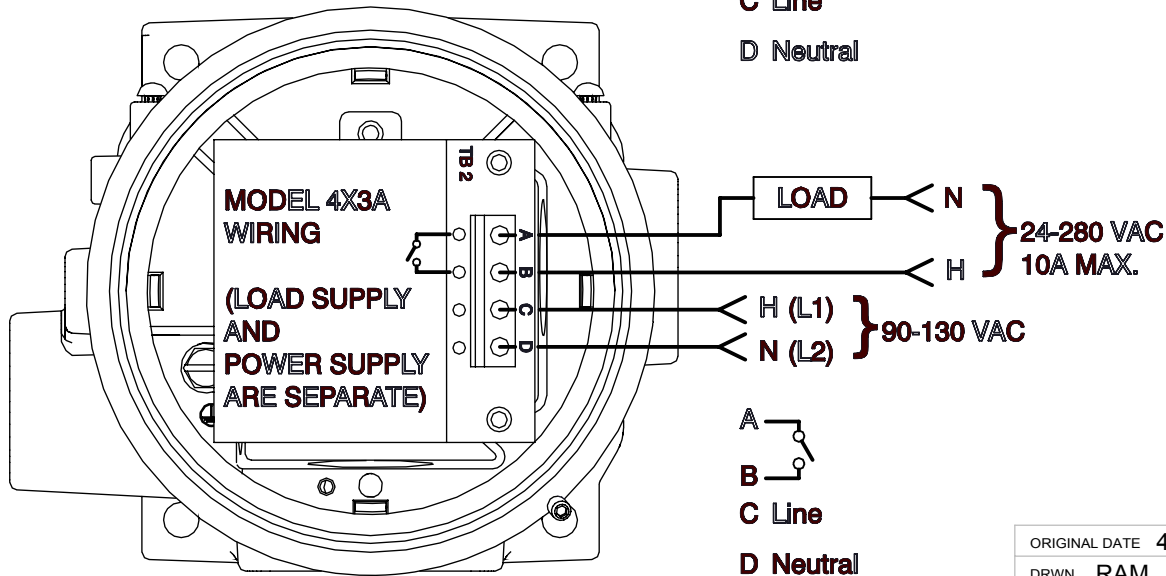 C Line
D Neutral
TB 2
MODEL 4X3A
WIRING
(LOAD SUPPLY
AND
POWER SUPPLY
ARE SEPARATE)
A
B
C
D
LOAD
N
H
24-280 VAC
10A MAX.
H (L1)
N (L2)
90-130 VAC
A
B
C Line
D Neutral
ORIGINAL DATE 4
DRWN RAM